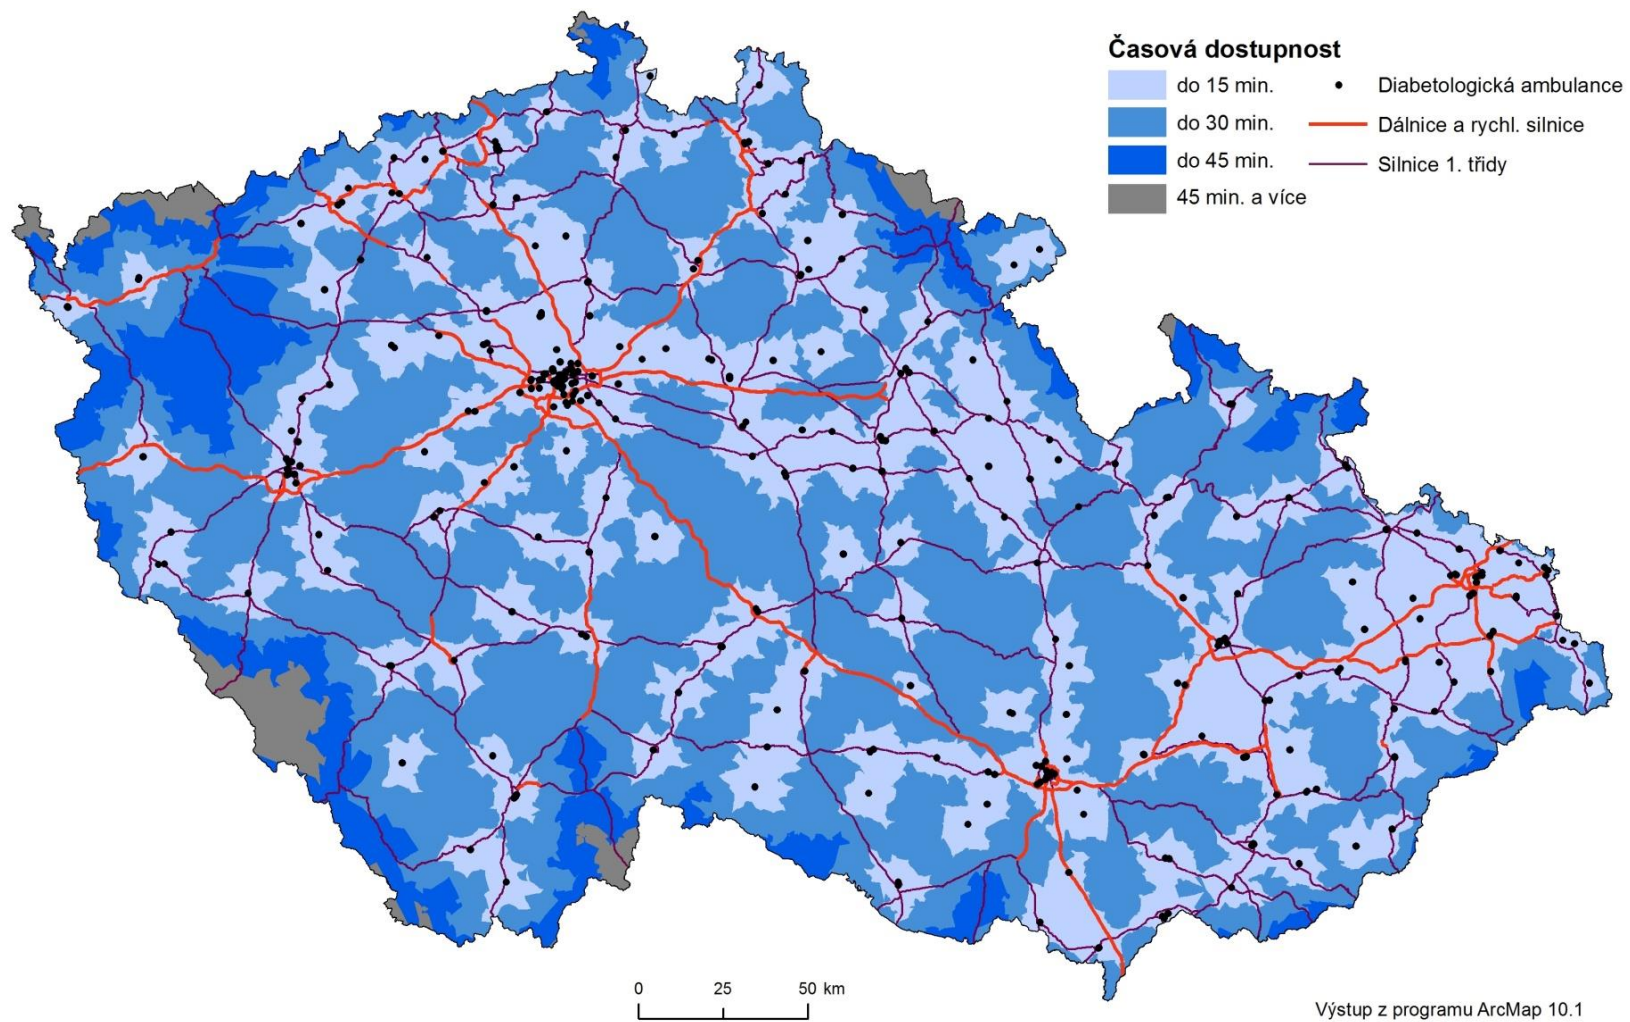 Časová dostupnost
do 15 min.
do 30 min.
do 45 min.
45 min. a více
Diabetologická ambulance
Dálnice a rychl. silnice
Silnice 1. třídy
0 25 50 km
Výstup z programu ArcMap 10.1